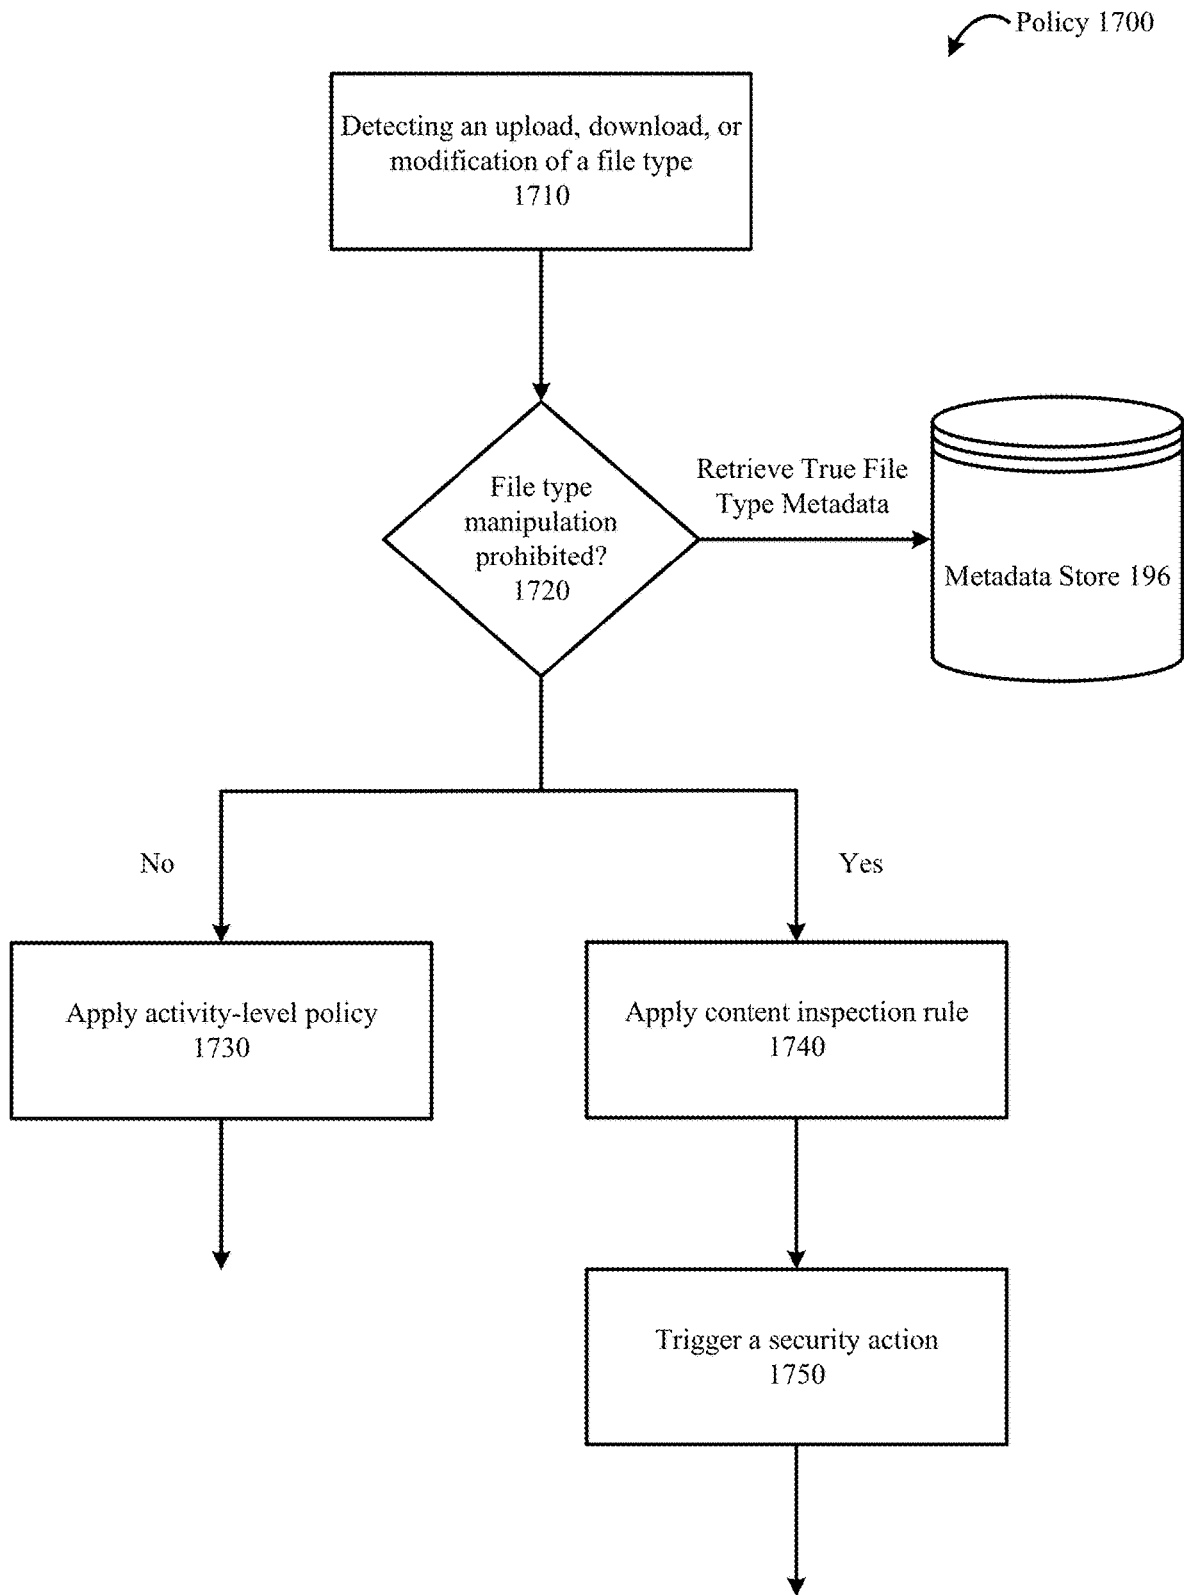 Policy 1700
Detecting an upload, download, or
modification of a file type
1710
File type
manipulation
prohibited?
1720
Retrieve True File
Type Metadata
Metadata Store 196
No
Yes
Apply activity-level policy
1730
Apply content inspection rule
1740
Trigger a security action
1750